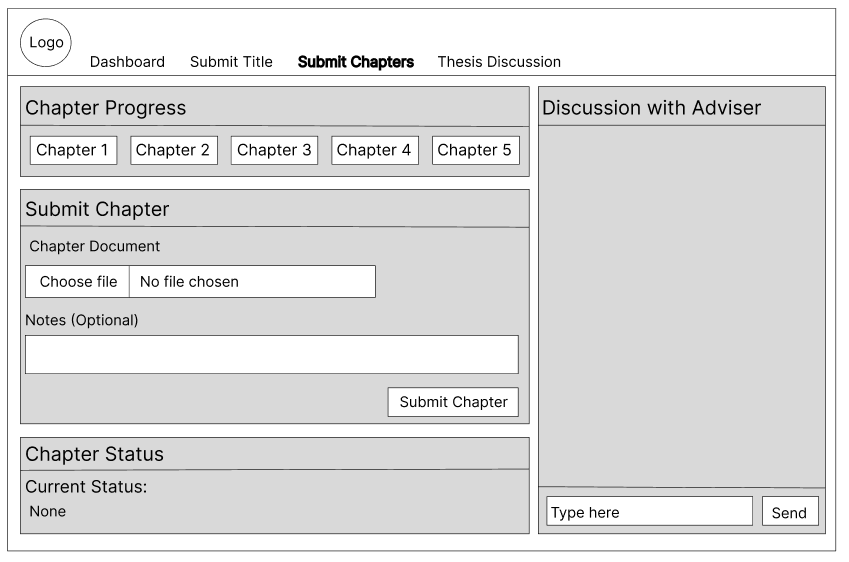 Logo
Dashboard Submit Title Submit Chapters Thesis Discussion
Chapter Progress
Chapter 1 Chapter 2 Chapter 3 Chapter 4 Chapter 5
Submit Chapter
Chapter Document
Choose file No file chosen
Notes (Optional)
Submit Chapter
Chapter Status
Current Status:
None
Discussion with Adviser
Type here Send